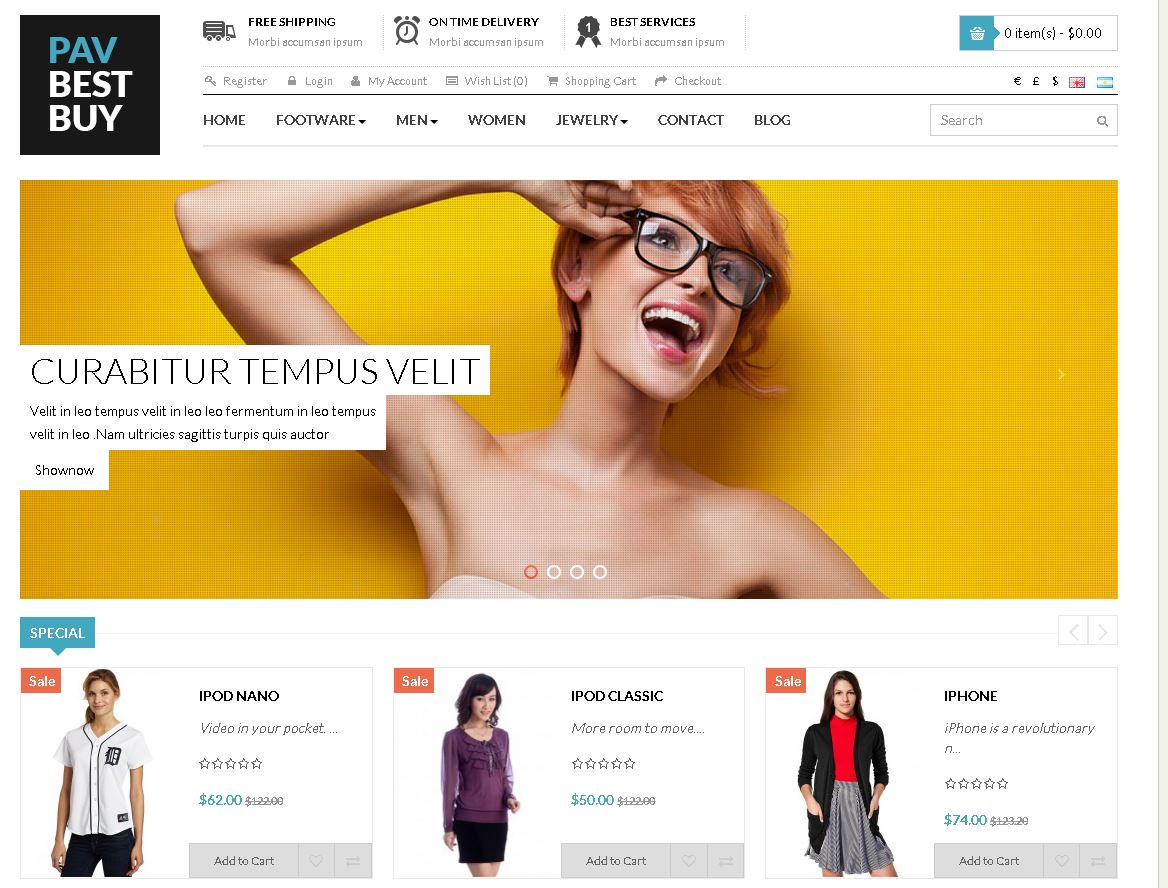 PAV
BEST
BUY
FREE SHIPPING
Morbi accumsan ipsum
ON TIME DELIVERY
Morbi accumsan ipsum
1
BEST SERVICES
Morbi accumsan ipsum
0 item(s) - $0.00
Register Login My Account Wish List (0) Shopping Cart Checkout
€ £ $
HOME FOOTWARE MEN WOMEN JEWELRY CONTACT BLOG
Search
CURABITUR TEMPUS VELIT
Velit in leo tempus velit in leo leo fermentum in leo tempus
velit in leo .Nam ultricies sagittis turpis quis auctor
Shownow
SPECIAL
Sale
D
IPOD NANO
Video in your pocket. ...
$62.00 $122.00
Add to Cart
Sale
IPOD CLASSIC
More room to move....
$50.00 $122.00
Add to Cart
Sale
IPHONE
iPhone is a revolutionary
n...
$74.00 $123.20
Add to Cart